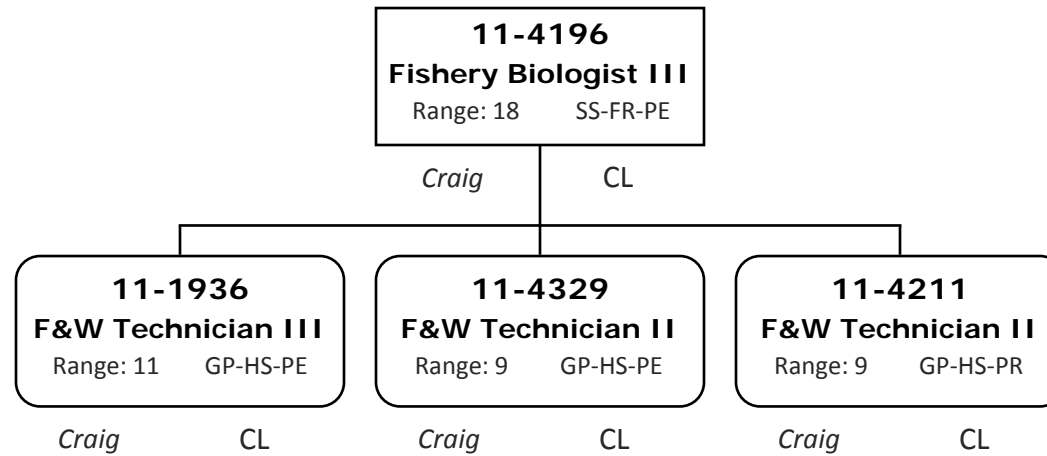 11-4196
Fishery Biologist III
Range: 18 SS-FR-PE
Craig CL
11-1936
F&W Technician III
Range: 11 GP-HS-PE
Craig CL
11-4329
F&W Technician II
Range: 9 GP-HS-PE
Craig CL
11-4211
F&W Technician II
Range: 9 GP-HS-PR
Craig CL